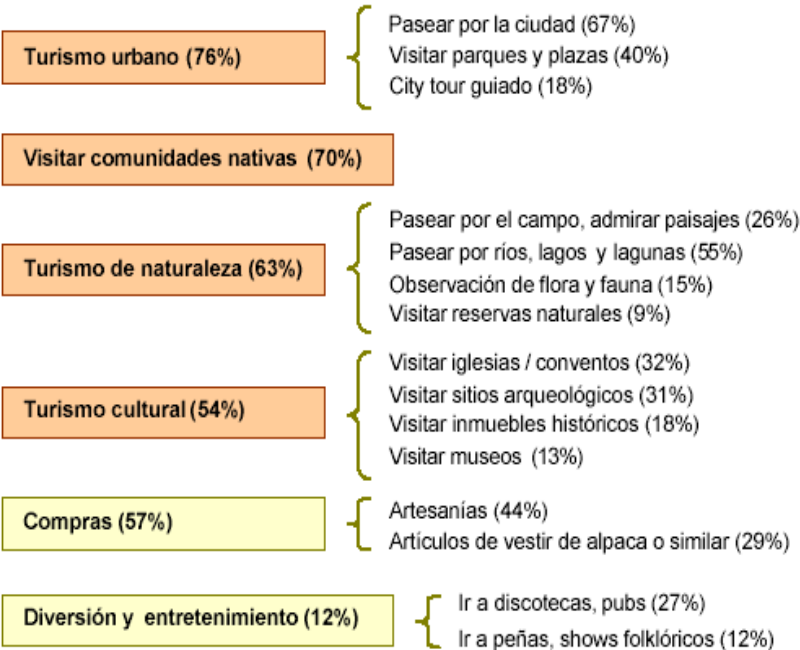 Turismo urbano (76%)
Pasear por la ciudad (67%)
Visitar parques y plazas (40%)
City tour guiado (18%)
Visitar comunidades nativas (70%)
Turismo de naturaleza (63%)
Pasear por el campo, admirar paisajes (26%)
Pasear por ríos, lagos y lagunas (55%)
Observación de flora y fauna (15%)
Visitar reservas naturales (9%)
Turismo cultural (54%)
Visitar iglesias / conventos (32%)
Visitar sitios arqueológicos (31%)
Visitar inmuebles históricos (18%)
Visitar museos (13%)
Compras (57%)
Artesanías (44%)
Artículos de vestir de alpaca o similar (29%)
Diversión y entretenimiento (12%)
Ir a discotecas, pubs (27%)
Ir a peñas, shows folklóricos (12%)